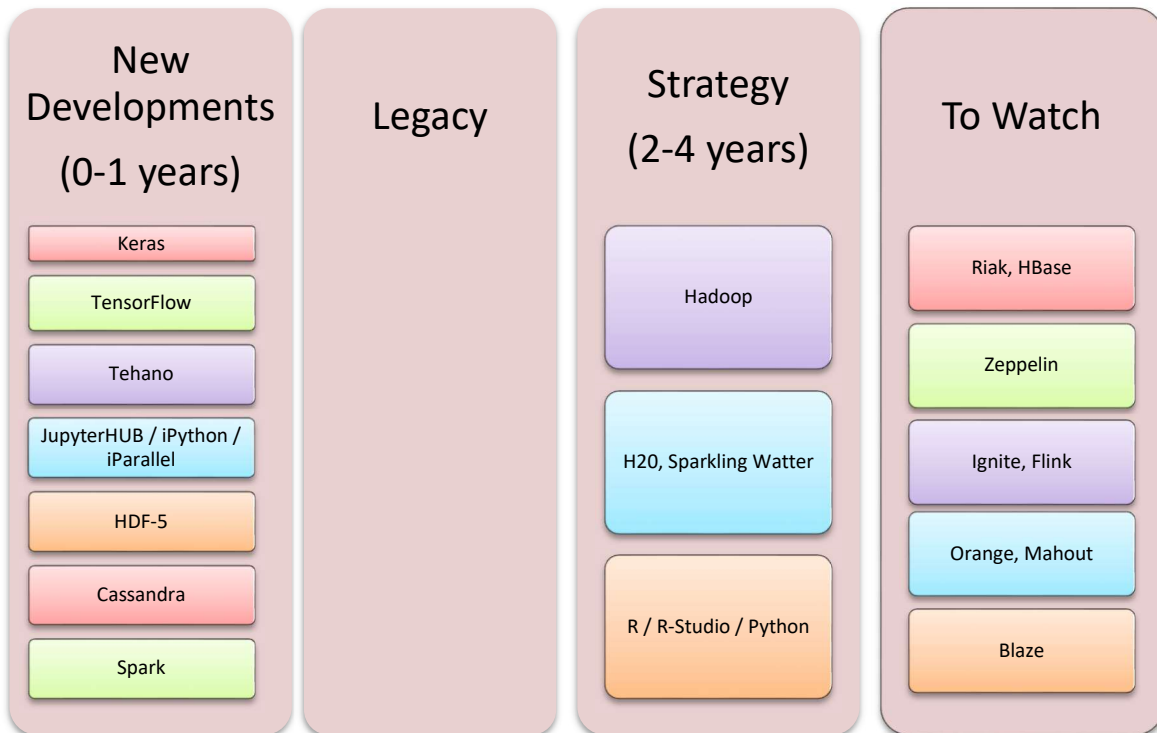 New
Developments
(0-1 years)
Keras
TensorFlow
Tehano
JupyterHUB / iPython /
iParallel
HDF-5
Cassandra
Spark
Legacy
Strategy
(2-4 years)
Hadoop
H20, Sparkling Watter
R / R-Studio / Python
To Watch
Riak, HBase
Zeppelin
Ignite, Flink
Orange, Mahout
Blaze